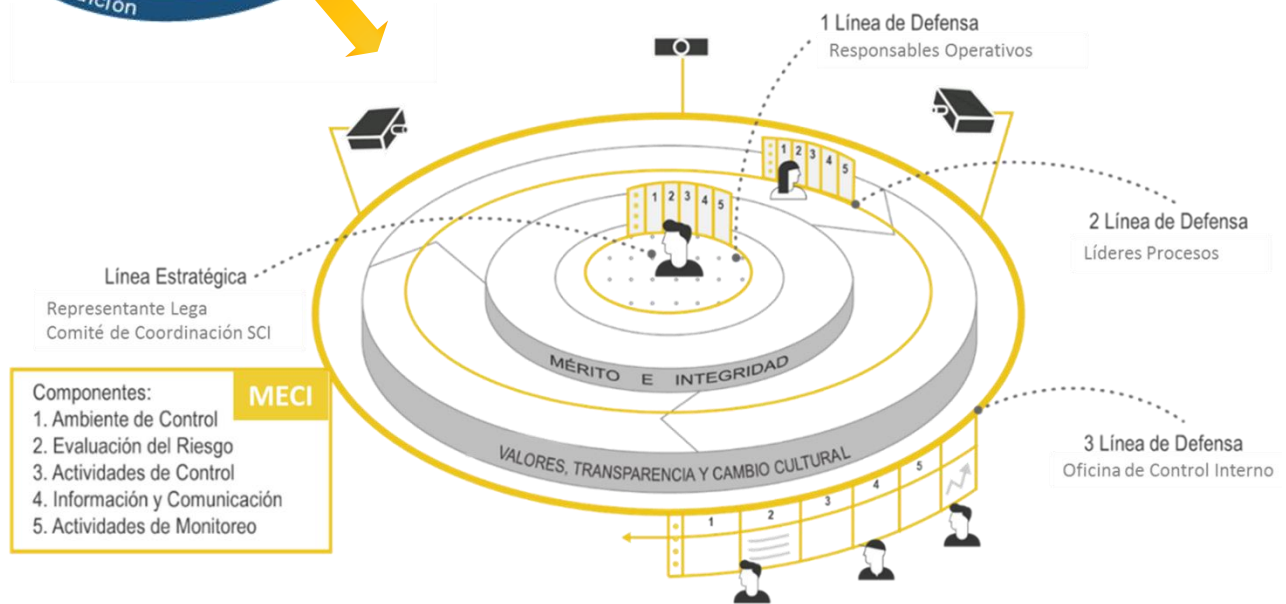 ición
1 Línea de Defensa
Responsables Operativos
1 2 3 4 5
1 2 3 4 5
2 Línea de Defensa
Líderes Procesos
Línea Estratégica
Representante Lega
Comité de Coordinación SCI
MÉRITO E INTEGRIDAD
VALORES, TRANSPARENCIA Y CAMBIO CULTURAL
3 Línea de Defensa
Oficina de Control Interno
1 2 3 4 5
MECI
Componentes:
1. Ambiente de Control
2. Evaluación del Riesgo
3. Actividades de Control
4. Información y Comunicación
5. Actividades de Monitoreo